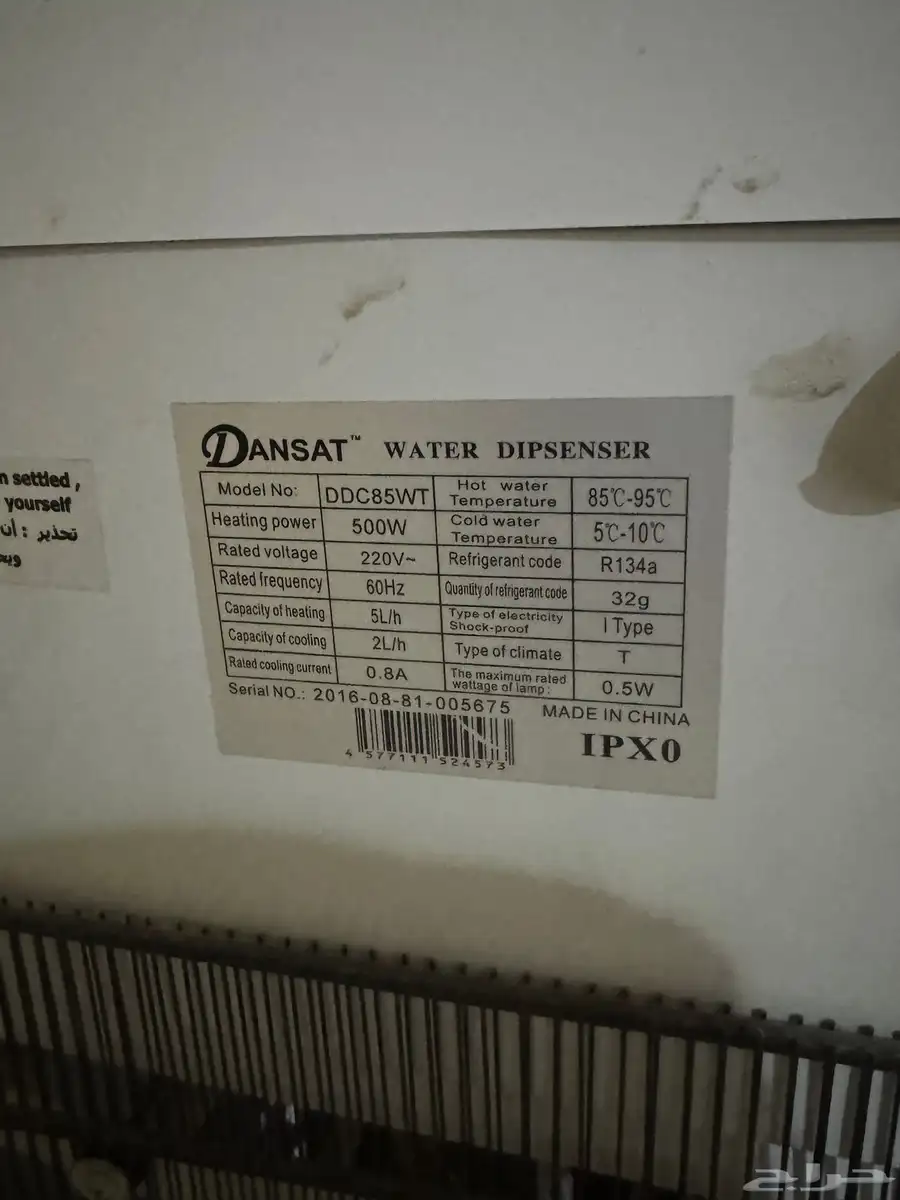 n settled ,
yourself
تحذير : أن
DANSAT™ WATER DIPSENSER
Model No: DDC85WT Hot water Temperature 85℃-95℃
Heating power 500W Cold water Temperature 5℃-10℃
Rated voltage 220V~ Refrigerant code R134a
Rated frequency 60Hz Quantity of refrigerant code 32g
Capacity of heating 5L/h Type of electricity Shock-proof I Type
Capacity of cooling 2L/h Type of climate T
Rated cooling current 0.8A The maximum rated wattage of lamp: 0.5W
Serial NO.: 2016-08-81-005675 MADE IN CHINA
4 577111 524573 IPX0
حراج